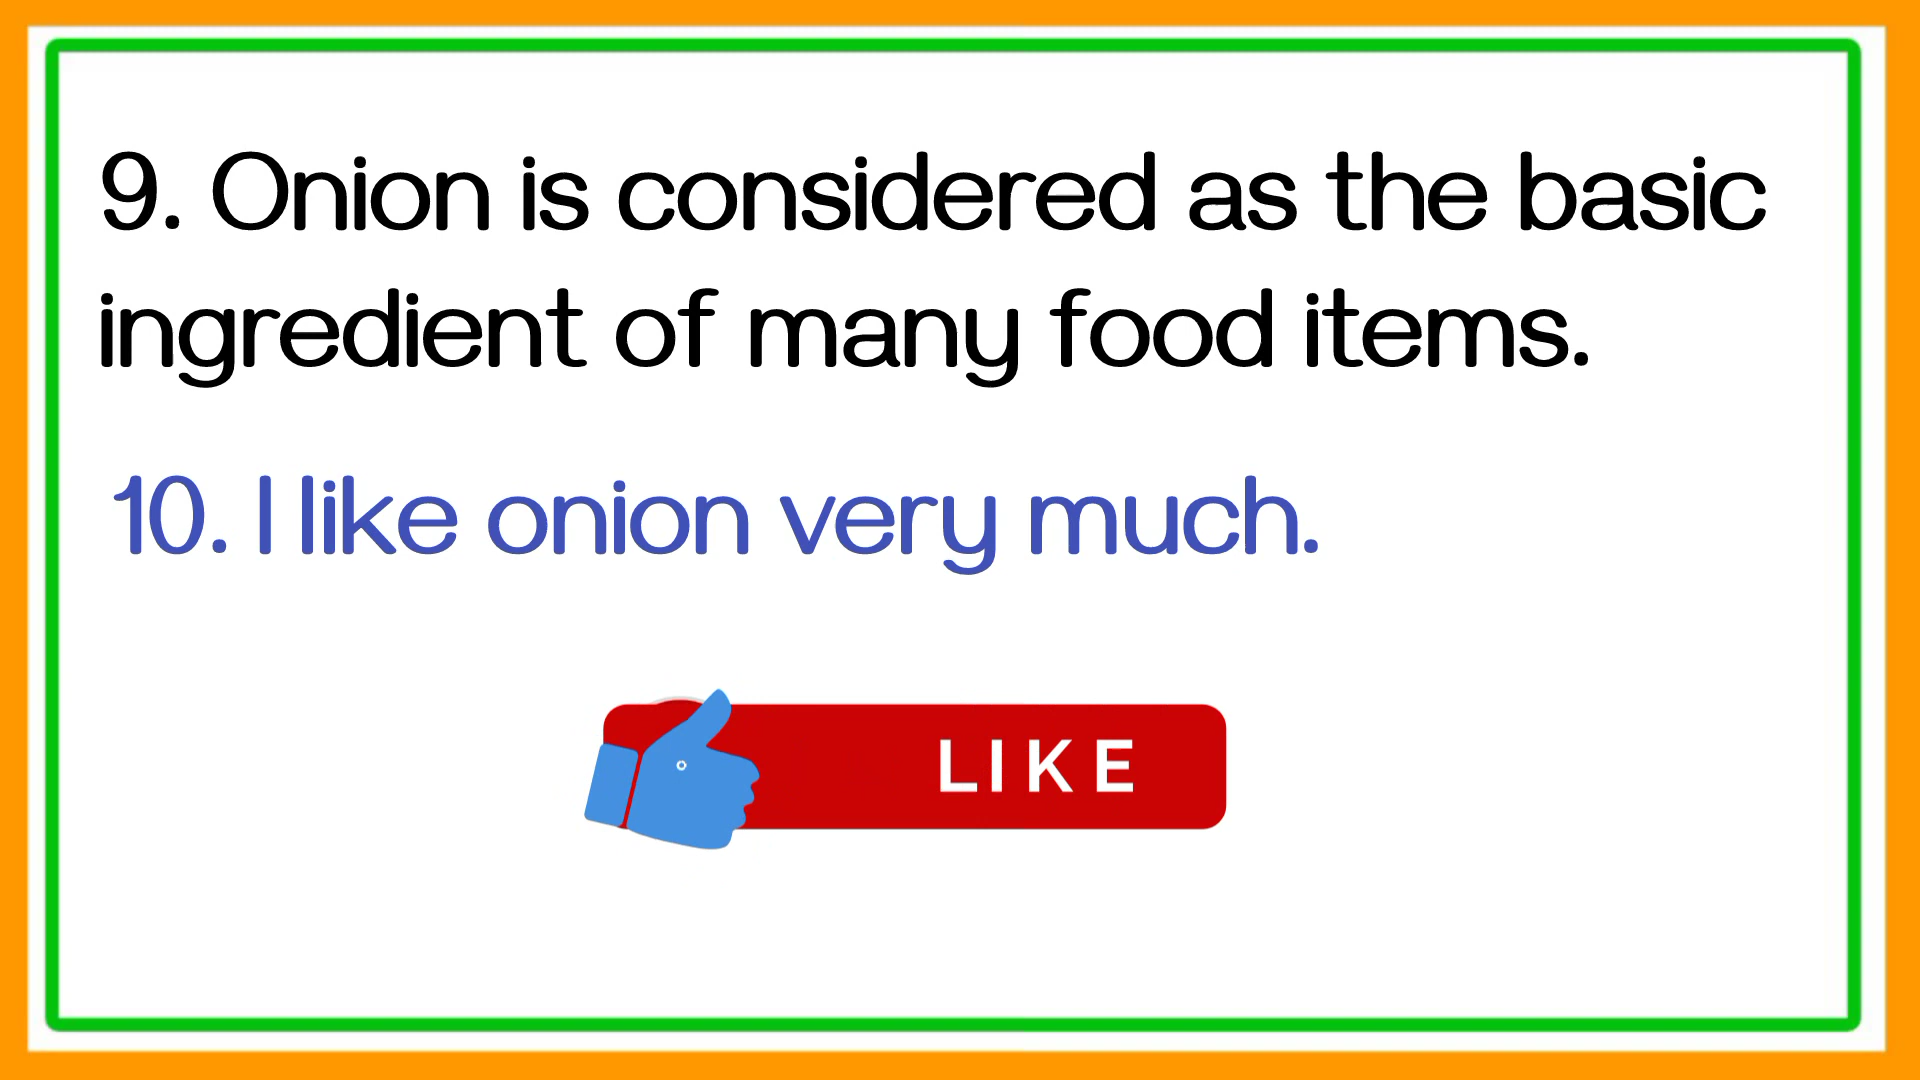 9. Onion is considered as the basic
ingredient of many food items.
10. I like onion very much.
LIKE